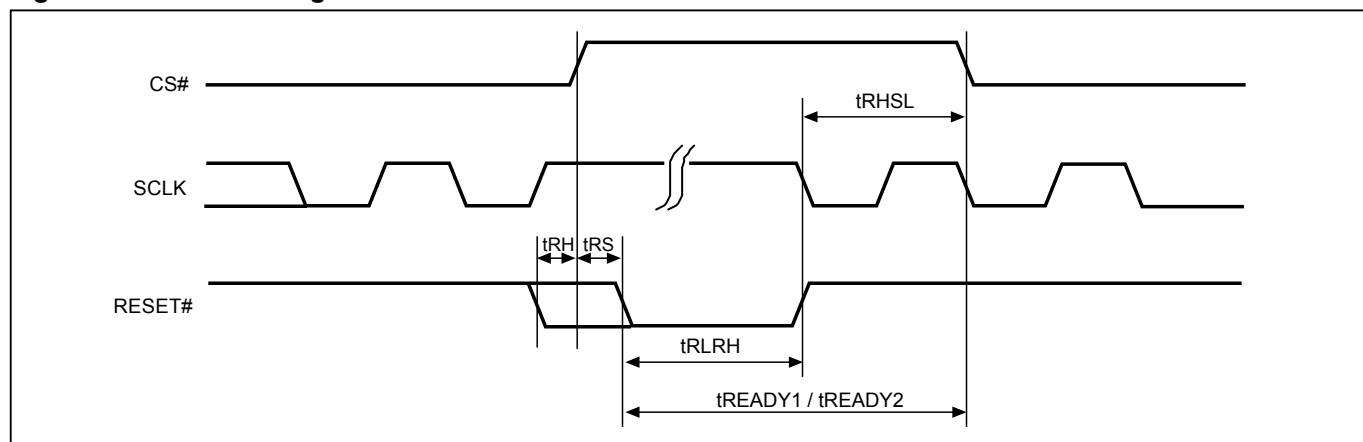 CS#
tRHSL
SCLK
tRH tRS
RESET#
tRLRH
tREADY1 / tREADY2